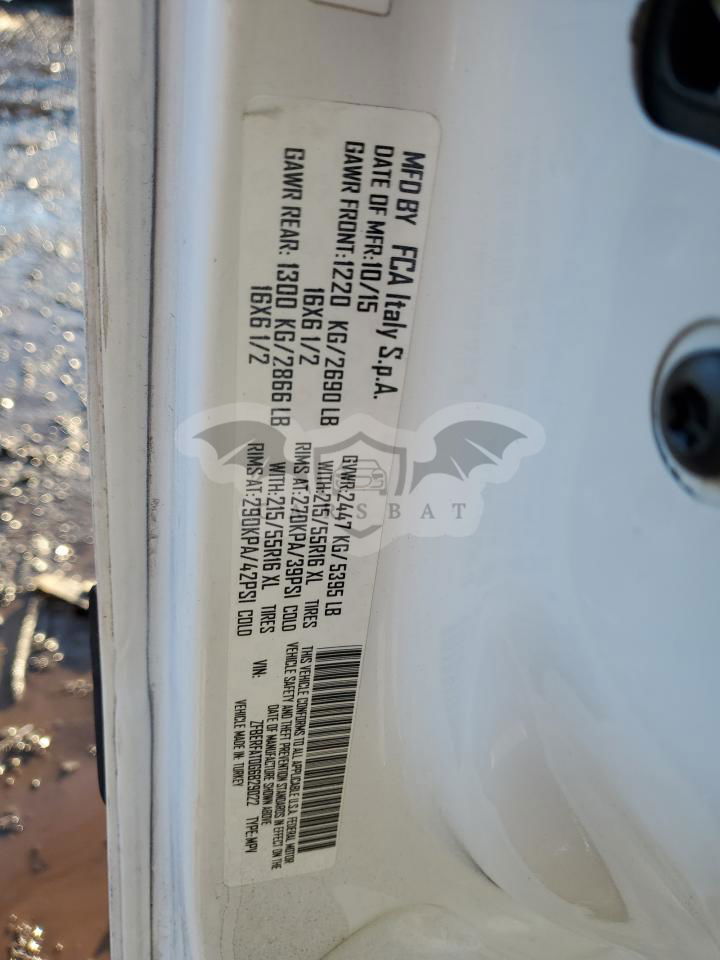 MFD BY FCA Italy S.p.A.
DATE OF MFR:10/15
GVWR:2447 KG/5395 LB
GAWR FRONT:1220 KG/2690 LB
WITH:215/55R16 XL TIRES
16X6 1/2
RIMS AT:270KPA/39PSI COLD
GAWR REAR: 1300 KG/2866 LB
WITH:215/55R16 XL TIRES
16X6 1/2
RIMS AT:290KPA/42PSI COLD
THIS VEHICLE CONFORMS TO ALL APPLICABLE U.S.A. FEDERAL MOTOR
VEHICLE SAFETY AND THEFT PREVENTION STANDARDS IN EFFECT ON THE
DATE OF MANUFACTURE SHOWN ABOVE
VIN: ZFBERFAT0G6B29022 TYPE:MPV
VEHICLE MADE IN: TURKEY